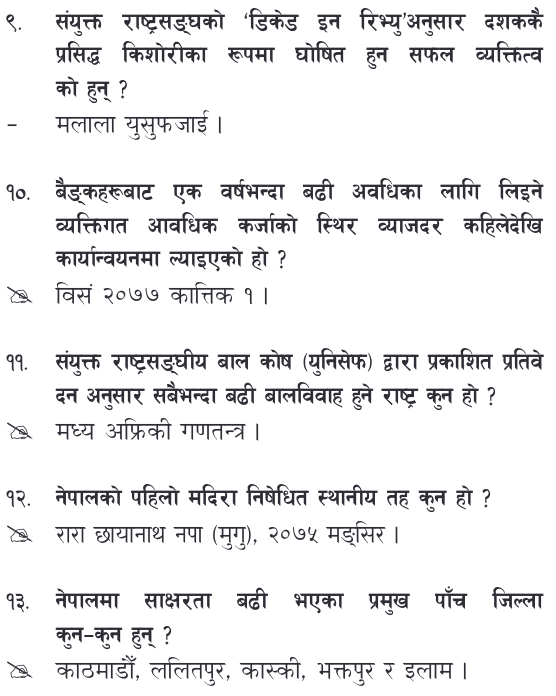 ९. संयुक्त राष्ट्रसङ्घको ‘डिकेड इन रिभ्यु’अनुसार दशककै
प्रसिद्ध किशोरीका रूपमा घोषित हुन सफल व्यक्तित्व
को हुन् ?
– मलाला युसुफजाई ।
१०. बैङ्कहरूबाट एक वर्षभन्दा बढी अवधिका लागि लिइने
व्यक्तिगत आवधिक कर्जाको स्थिर व्याजदर कहिलेदेखि
कार्यान्वयनमा ल्याइएको हो ?
विसं २०७७ कात्तिक १ ।
११. संयुक्त राष्ट्रसङ्घीय बाल कोष (युनिसेफ) द्वारा प्रकाशित प्रतिवे
दन अनुसार सबैभन्दा बढी बालविवाह हुने राष्ट्र कुन हो ?
मध्य अफ्रिकी गणतन्त्र ।
१२. नेपालको पहिलो मदिरा निषेधित स्थानीय तह कुन हो ?
रारा छायानाथ नपा (मुगु), २०७५ मङ्सिर ।
१३. नेपालमा साक्षरता बढी भएका प्रमुख पाँच जिल्ला
कुन–कुन हुन् ?
काठमाडौँ, ललितपुर, कास्की, भक्तपुर र इलाम ।